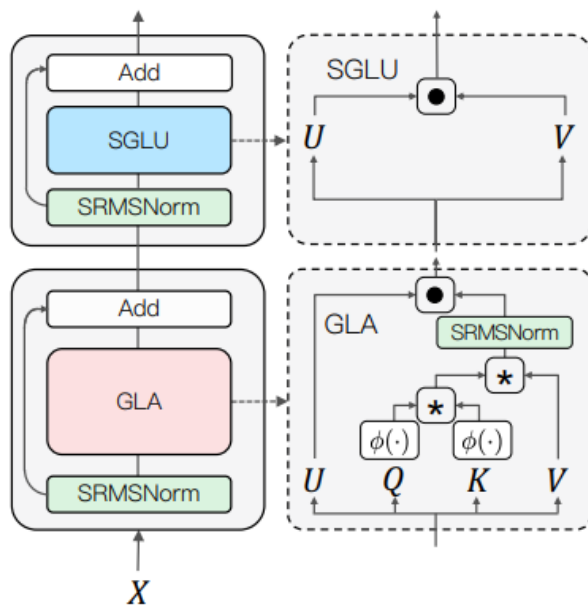 Add
SGLU
SRMSNorm
Add
GLA
SRMSNorm
X
SGLU
U
V
GLA
SRMSNorm
*
*
ϕ(·)
ϕ(·)
U Q K V